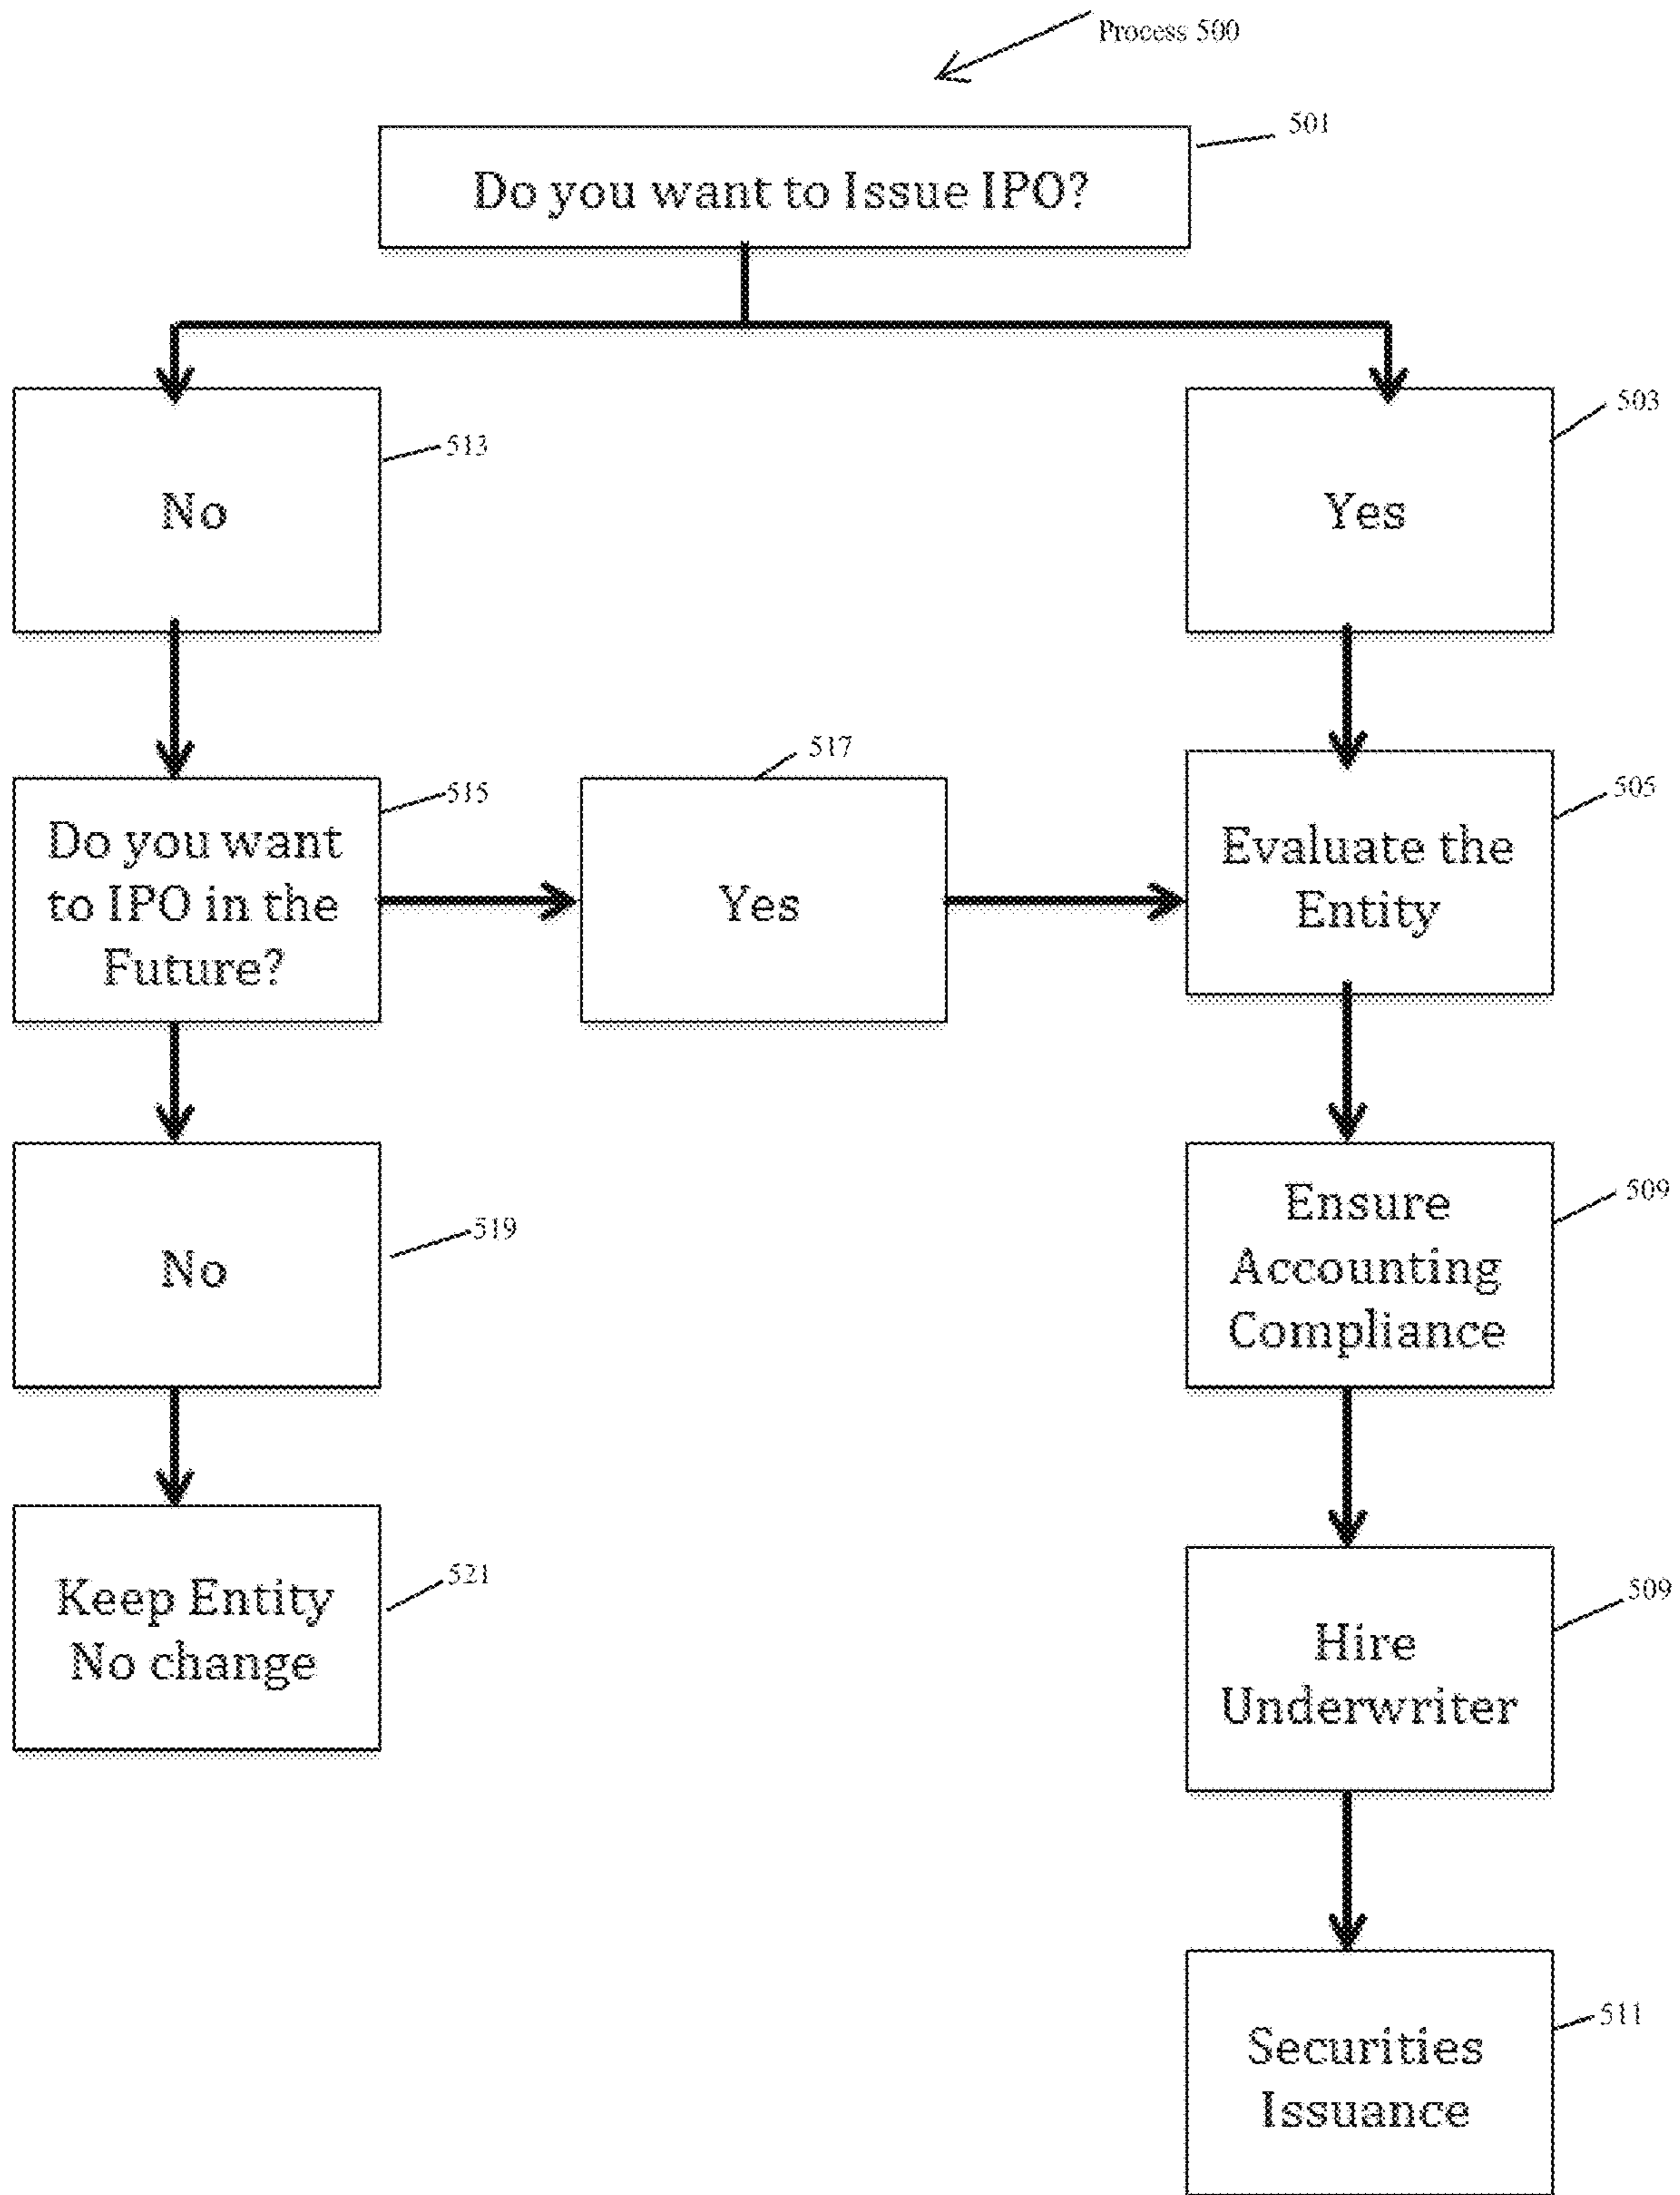 Process 500
501
Do you want to Issue IPO?
513
No
503
Yes
515
Do you want
to IPO in the
Future?
517
Yes
505
Evaluate the
Entity
519
No
509
Ensure
Accounting
Compliance
521
Keep Entity
No change
509
Hire
Underwriter
511
Securities
Issuance